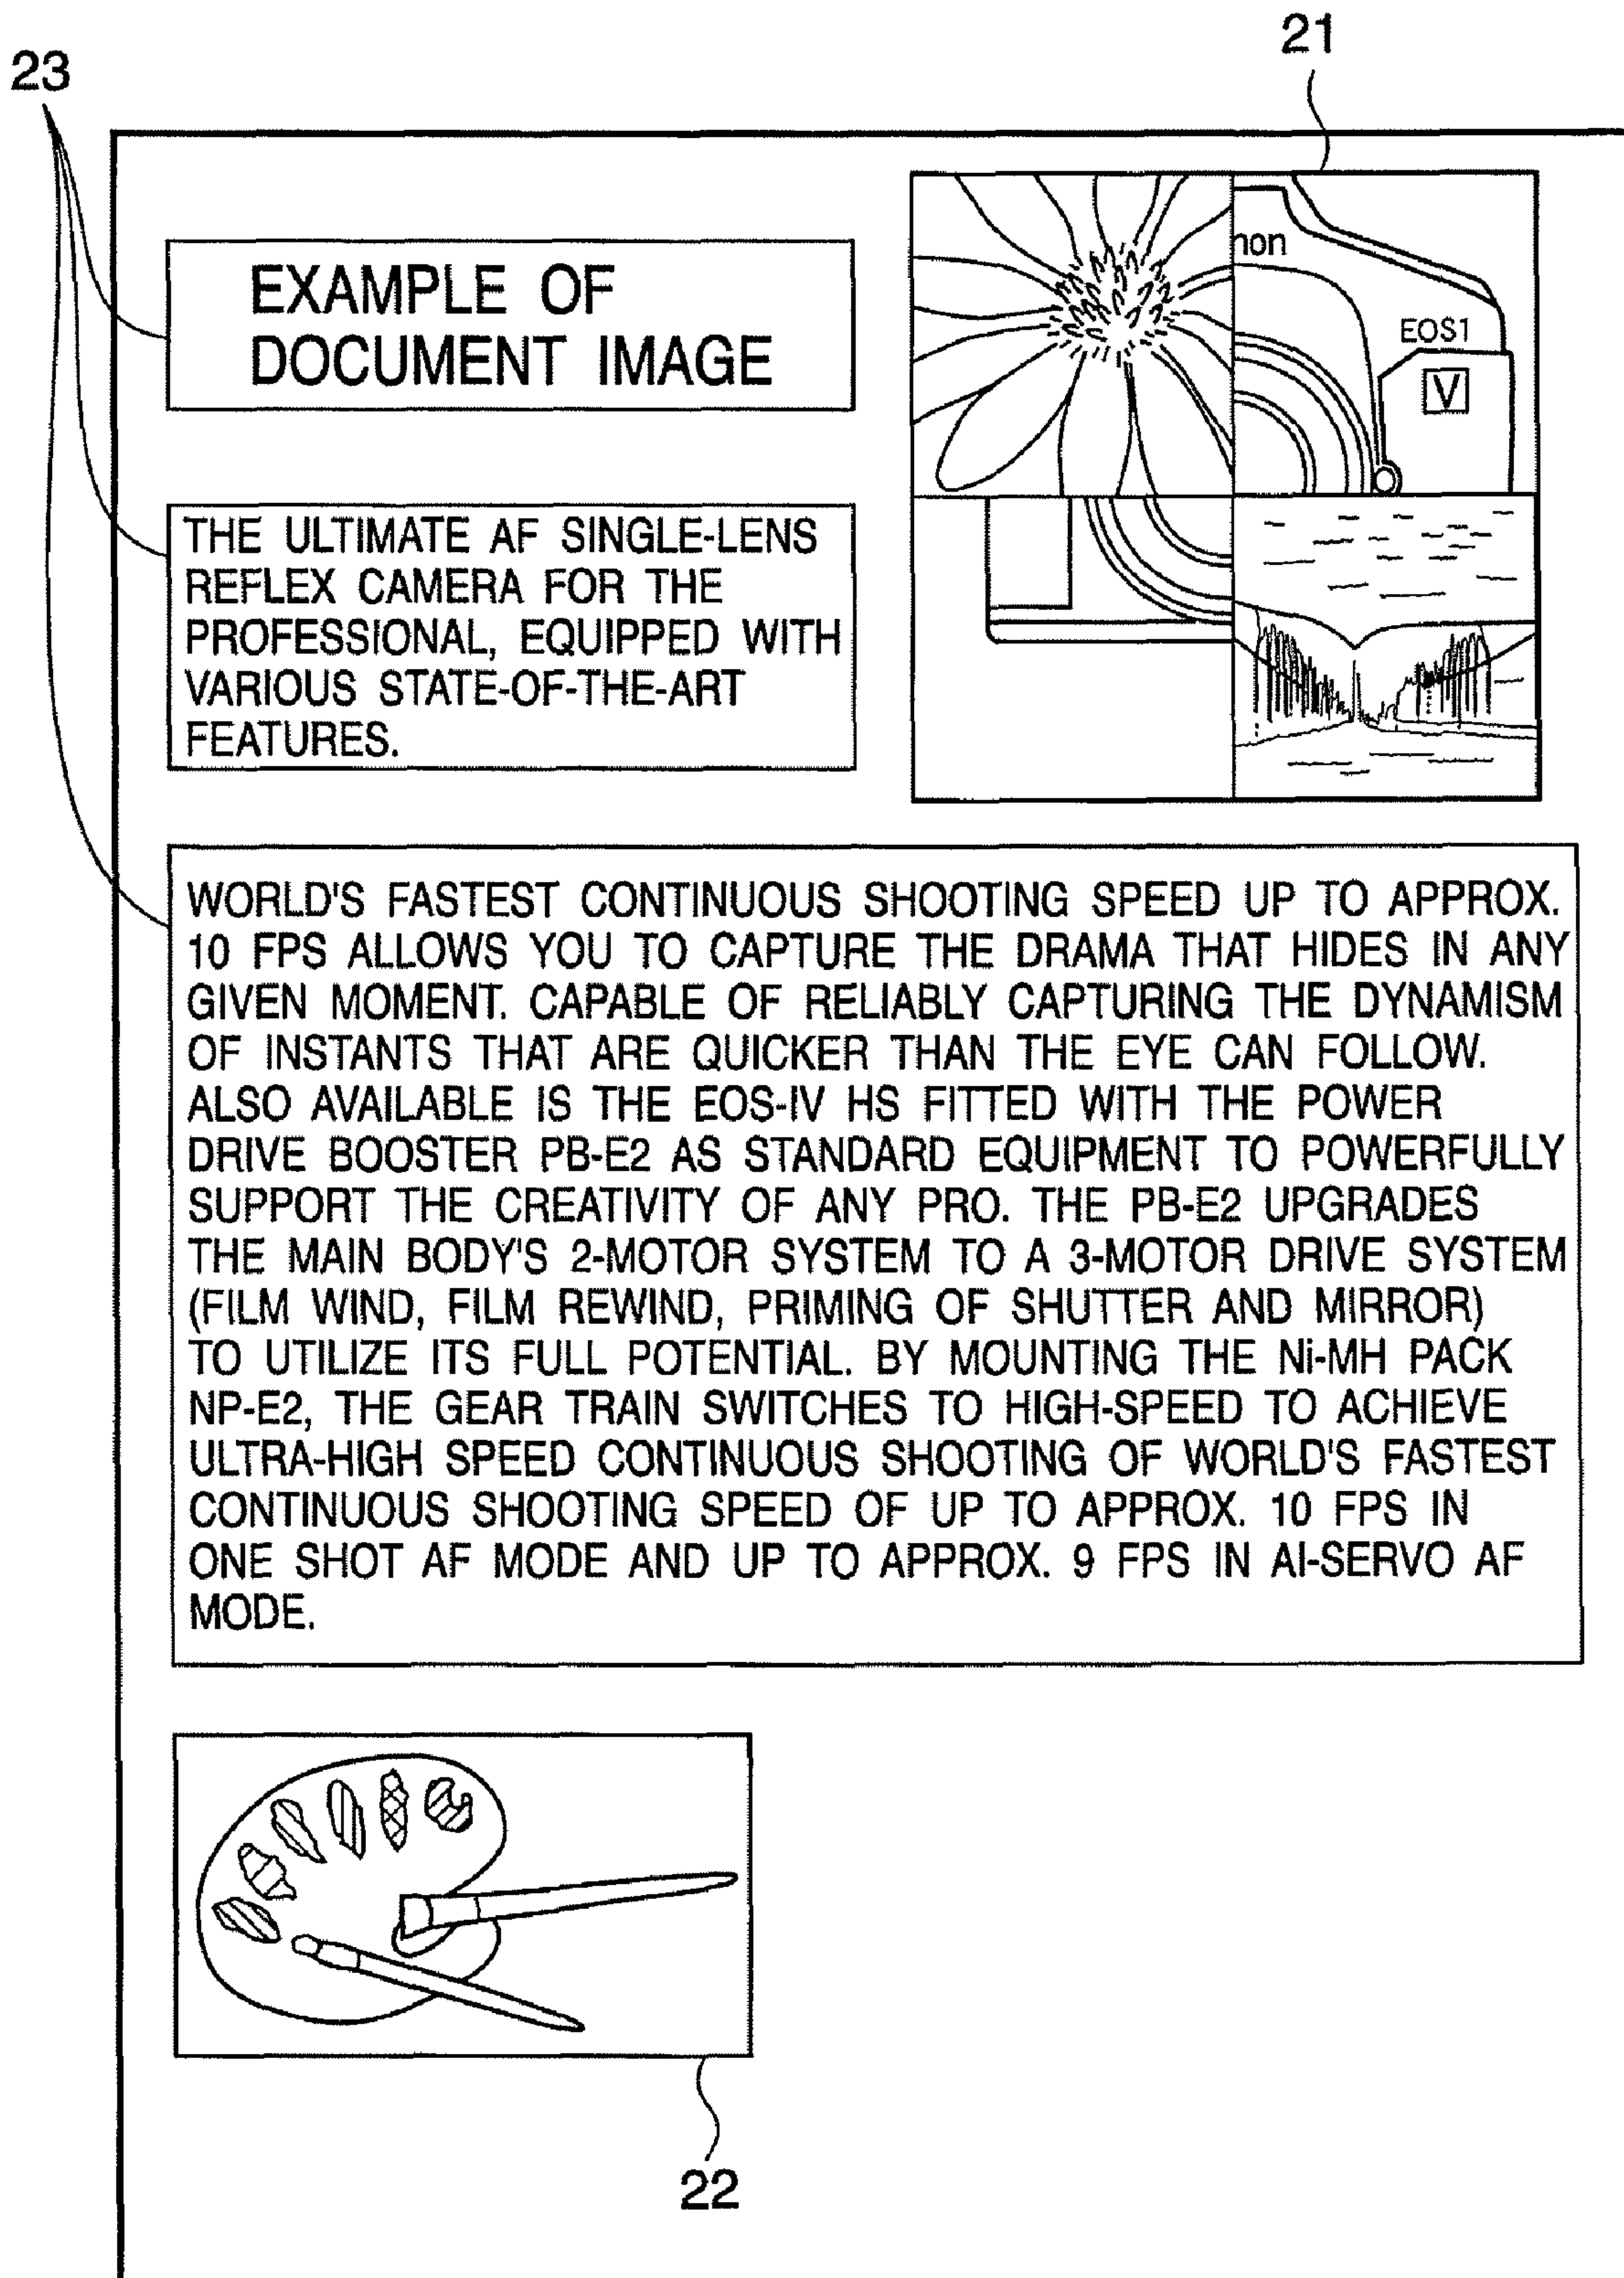 21
23
EXAMPLE OF
DOCUMENT IMAGE
non
EOS1
V
THE ULTIMATE AF SINGLE-LENS
REFLEX CAMERA FOR THE
PROFESSIONAL, EQUIPPED WITH
VARIOUS STATE-OF-THE-ART
FEATURES.
WORLD'S FASTEST CONTINUOUS SHOOTING SPEED UP TO APPROX.
10 FPS ALLOWS YOU TO CAPTURE THE DRAMA THAT HIDES IN ANY
GIVEN MOMENT. CAPABLE OF RELIABLY CAPTURING THE DYNAMISM
OF INSTANTS THAT ARE QUICKER THAN THE EYE CAN FOLLOW.
ALSO AVAILABLE IS THE EOS-IV HS FITTED WITH THE POWER
DRIVE BOOSTER PB-E2 AS STANDARD EQUIPMENT TO POWERFULLY
SUPPORT THE CREATIVITY OF ANY PRO. THE PB-E2 UPGRADES
THE MAIN BODY'S 2-MOTOR SYSTEM TO A 3-MOTOR DRIVE SYSTEM
(FILM WIND, FILM REWIND, PRIMING OF SHUTTER AND MIRROR)
TO UTILIZE ITS FULL POTENTIAL. BY MOUNTING THE Ni-MH PACK
NP-E2, THE GEAR TRAIN SWITCHES TO HIGH-SPEED TO ACHIEVE
ULTRA-HIGH SPEED CONTINUOUS SHOOTING OF WORLD'S FASTEST
CONTINUOUS SHOOTING SPEED OF UP TO APPROX. 10 FPS IN
ONE SHOT AF MODE AND UP TO APPROX. 9 FPS IN AI-SERVO AF
MODE.
22